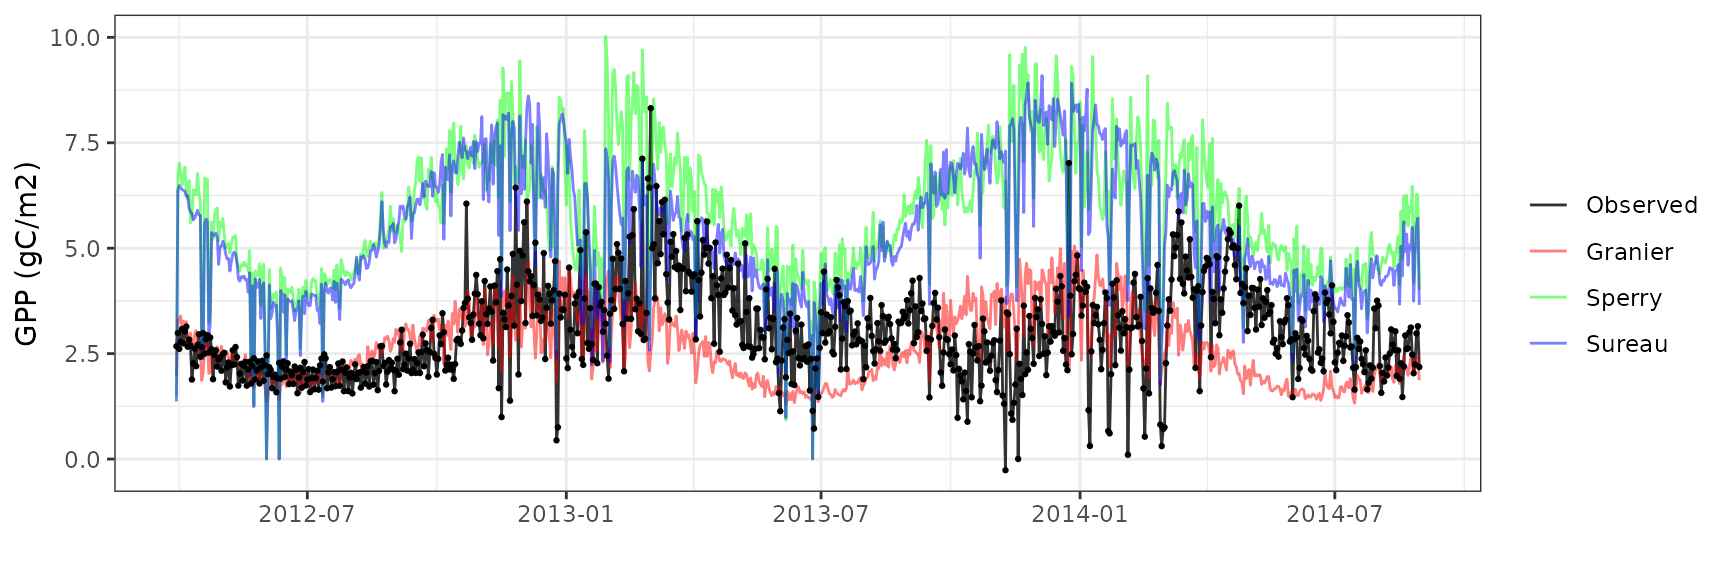 GPP (gC/m2)
10.0
7.5
5.0
2.5
0.0
2012-07
2013-01
2013-07
2014-01
2014-07
Observed
Granier
Sperry
Sureau